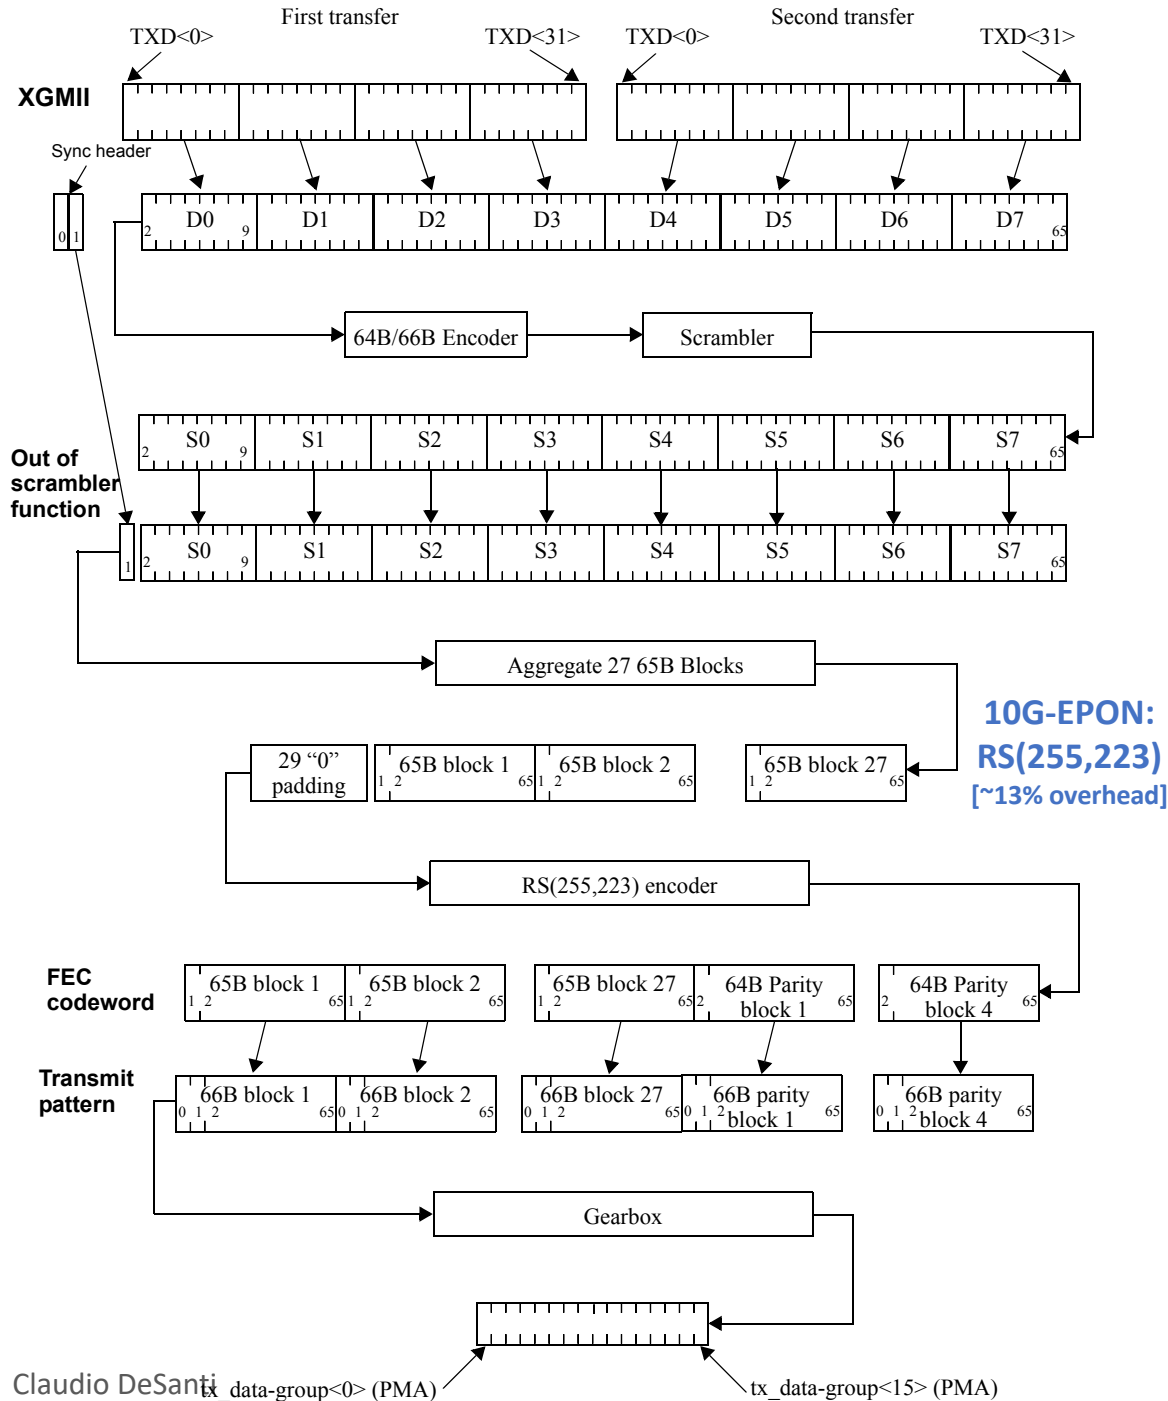 First transfer
Second transfer
TXD<0>
TXD<31>
TXD<0>
TXD<31>
XGMII
Sync header
0 1
2 D0 9
D1
D2
D3
D4
D5
D6
D7 65
64B/66B Encoder
Scrambler
2 S0 9
S1
S2
S3
S4
S5
S6
S7 65
Out of
scrambler
function
1
2 S0 9
S1
S2
S3
S4
S5
S6
S7 65
Aggregate 27 65B Blocks
10G-EPON:
RS(255,223)
[~13% overhead]
29 “0”
padding
1 2 65B block 1 65
1 2 65B block 2 65
1 2 65B block 27 65
RS(255,223) encoder
FEC
codeword
1 2 65B block 1 65
1 2 65B block 2 65
1 2 65B block 27 65
2 64B Parity
block 1 65
2 64B Parity
block 4 65
Transmit
pattern
0 1 2 66B block 1 65
0 1 2 66B block 2 65
0 1 2 66B block 27 65
0 1 2 66B parity
block 1 65
0 1 2 66B parity
block 4 65
Gearbox
Claudio DeSanti
tx_data-group<0> (PMA)
tx_data-group<15> (PMA)